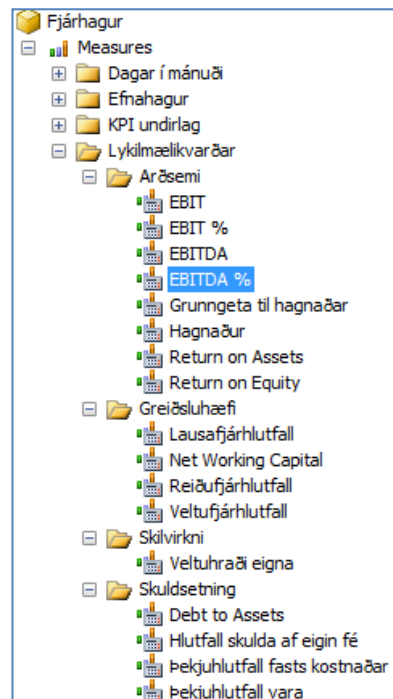 Fjárhagur
Measures
Dagar í mánuði
Efnahagur
KPI undirlag
Lykilmælikvarðar
Arðsemi
EBIT
EBIT %
EBITDA
EBITDA %
Grunngeta til hagnaðar
Hagnaður
Return on Assets
Return on Equity
Greiðsluhæfi
Lausafjárhlutfall
Net Working Capital
Reiðufjárhlutfall
Veltufjárhlutfall
Skilvirkni
Veltuhraði eigna
Skuldsetning
Debt to Assets
Hlutfall skulda af eigin fé
Þekjuhlutfall fasts kostnaðar
Þekjuhlutfall vara